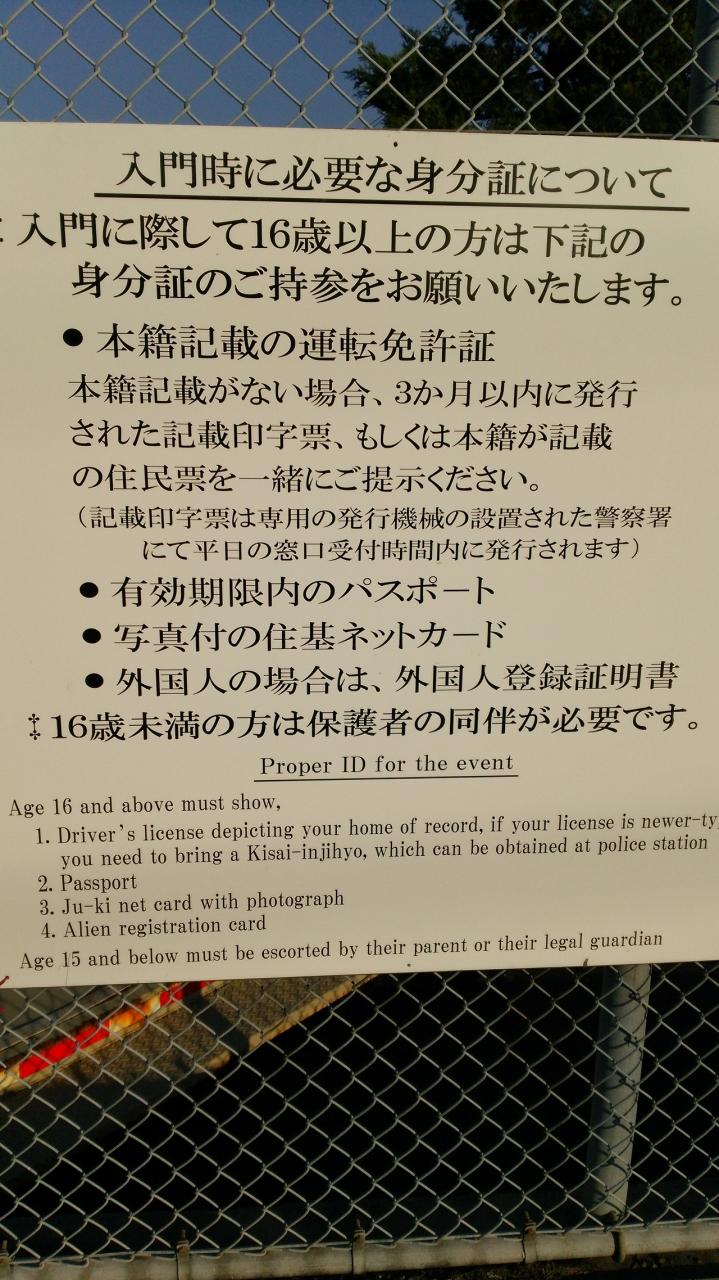 入門時に必要な身分証について
入門に際して16歳以上の方は下記の
身分証のご持参をお願いいたします。
● 本籍記載の運転免許証
本籍記載がない場合、3か月以内に発行
された記載印字票、もしくは本籍が記載
の住民票を一緒にご提示ください。
（記載印字票は専用の発行機械の設置された警察署
にて平日の窓口受付時間内に発行されます）
● 有効期限内のパスポート
● 写真付の住基ネットカード
● 外国人の場合は、外国人登録証明書
‡ 16歳未満の方は保護者の同伴が必要です。
Proper ID for the event
Age 16 and above must show,
1. Driver's license depicting your home of record, if your license is newer-ty
you need to bring a Kisai-injihyo, which can be obtained at police station
2. Passport
3. Ju-ki net card with photograph
4. Alien registration card
Age 15 and below must be escorted by their parent or their legal guardian